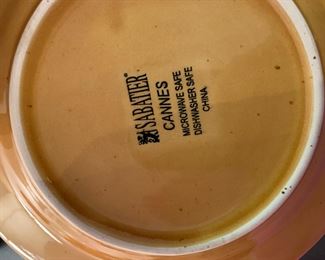 SABATIER®
CANNES
MICROWAVE SAFE
DISHWASHER SAFE
CHINA